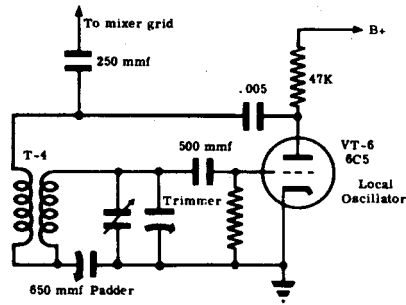 To mixer grid
B+
250 mmf
.005
47K
T-4
500 mmf
VT-6
6C5
Trimmer
Local
Oscillator
650 mmf Padder